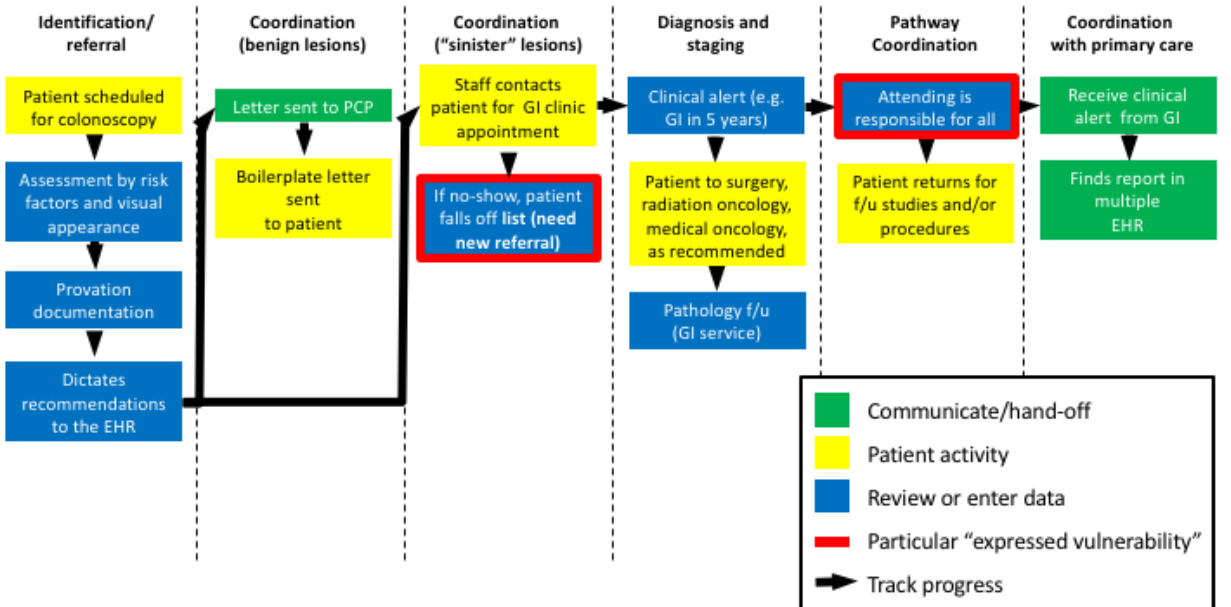 Identification/
referral
Patient scheduled
for colonoscopy
Assessment by risk
factors and visual
appearance
Provation
documentation
Dictates
recommendations
to the EHR
Coordination
(benign lesions)
Letter sent to PCP
Boilerplate letter
sent
to patient
Coordination
(“sinister” lesions)
Staff contacts
patient for GI clinic
appointment
If no-show, patient
falls off list (need
new referral)
Diagnosis and
staging
Clinical alert (e.g.
GI in 5 years)
Patient to surgery,
radiation oncology,
medical oncology,
as recommended
Pathology f/u
(GI service)
Pathway
Coordination
Attending is
responsible for all
Patient returns for
f/u studies and/or
procedures
Coordination
with primary care
Receive clinical
alert from GI
Finds report in
multiple
EHR
Communicate/hand-off
Patient activity
Review or enter data
Particular “expressed vulnerability”
Track progress